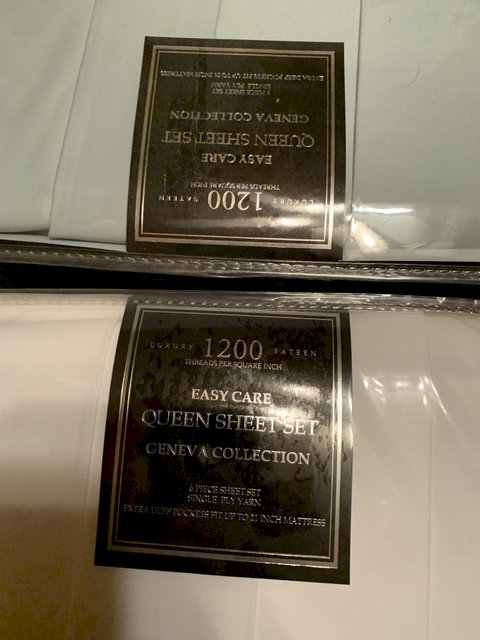 LUXURY 1200 SATEEN
THREADS PER SQUARE INCH
EASY CARE
QUEEN SHEET SET
GENEVA COLLECTION
6 PIECE SHEET SET
SINGLE PLY YARN
EXTRA DEEP POCKETS FIT UP TO 21 INCH MATTRESS
LUXURY 1200 SATEEN
THREADS PER SQUARE INCH
EASY CARE
QUEEN SHEET SET
GENEVA COLLECTION
6 PIECE SHEET SET
SINGLE PLY YARN
EXTRA DEEP POCKETS FIT UP TO 21 INCH MATTRESS